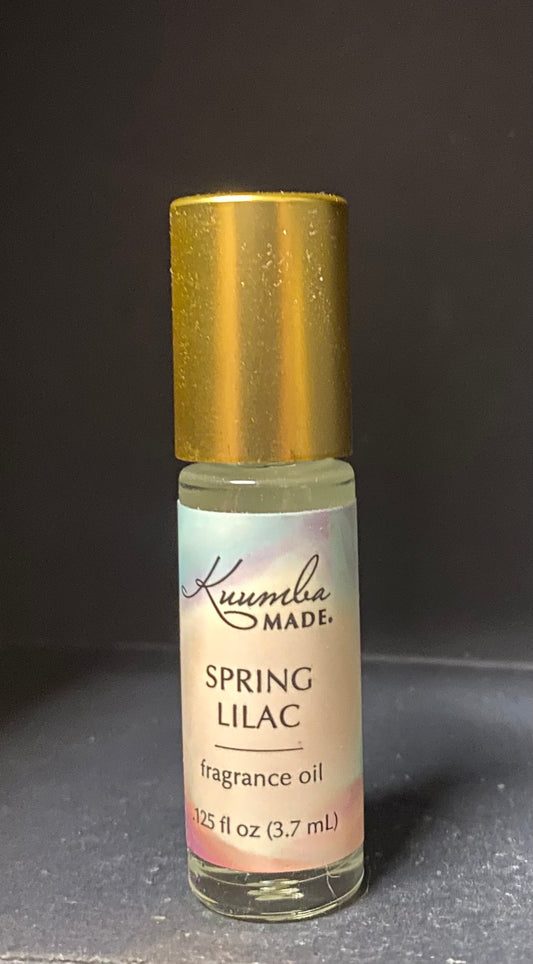 Kuumba
MADE.
SPRING
LILAC
fragrance oil
.125 fl oz (3.7 mL)